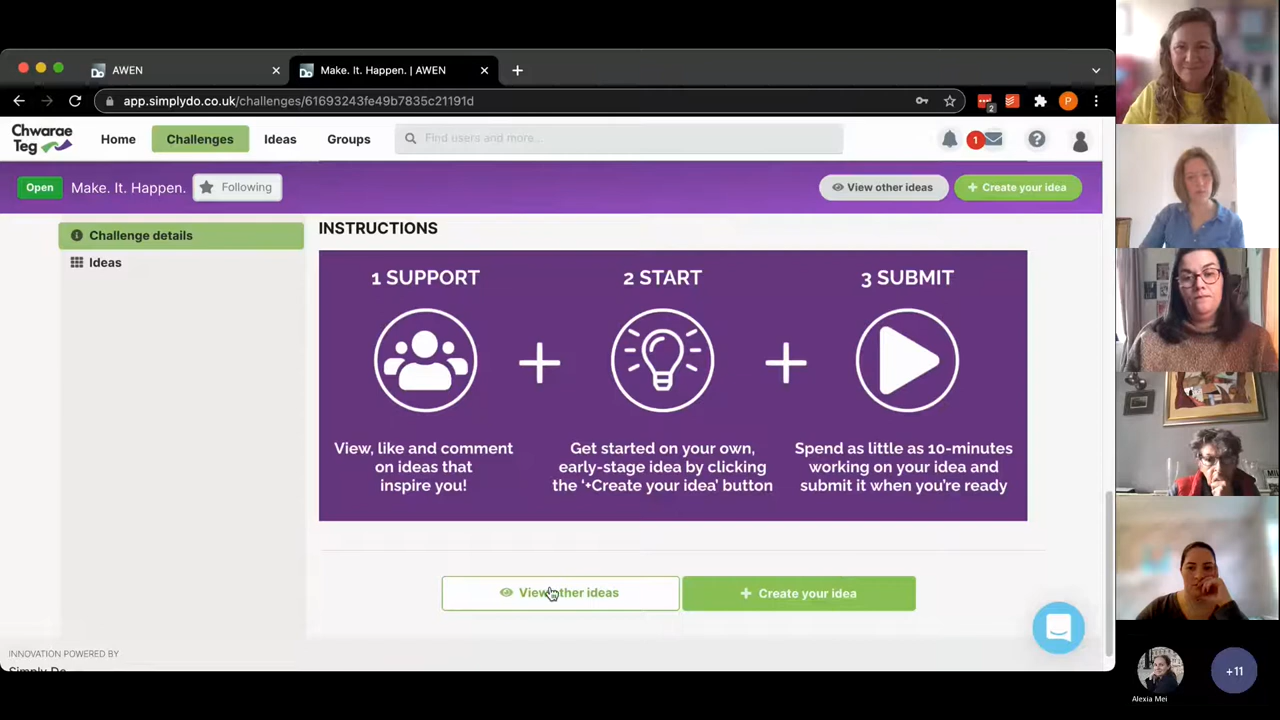 AWEN
Make. It. Happen. | AWEN
app.simplydo.co.uk/challenges/61693243fe49b7835c21191d
2
P
Chwarae
Teg
Home
Challenges
Ideas
Groups
Find users and more...
1
Open
Make. It. Happen.
Following
View other ideas
+ Create your idea
Challenge details
Ideas
INSTRUCTIONS
1 SUPPORT
2 START
3 SUBMIT
View, like and comment
on ideas that
inspire you!
Get started on your own,
early-stage idea by clicking
the ‘+Create your idea’ button
Spend as little as 10-minutes
working on your idea and
submit it when you’re ready
View other ideas
+ Create your idea
INNOVATION POWERED BY
Simply Do
Alexia Mei
+11